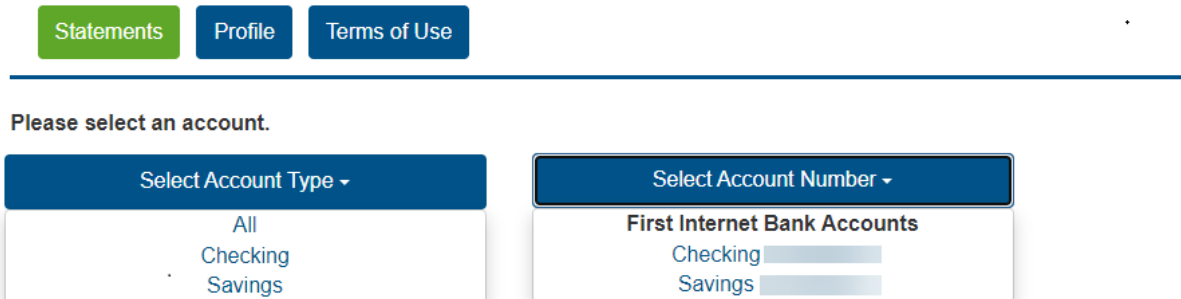 Statements Profile Terms of Use
Please select an account.
Select Account Type
Select Account Number
All
Checking
Savings
First Internet Bank Accounts
Checking
Savings